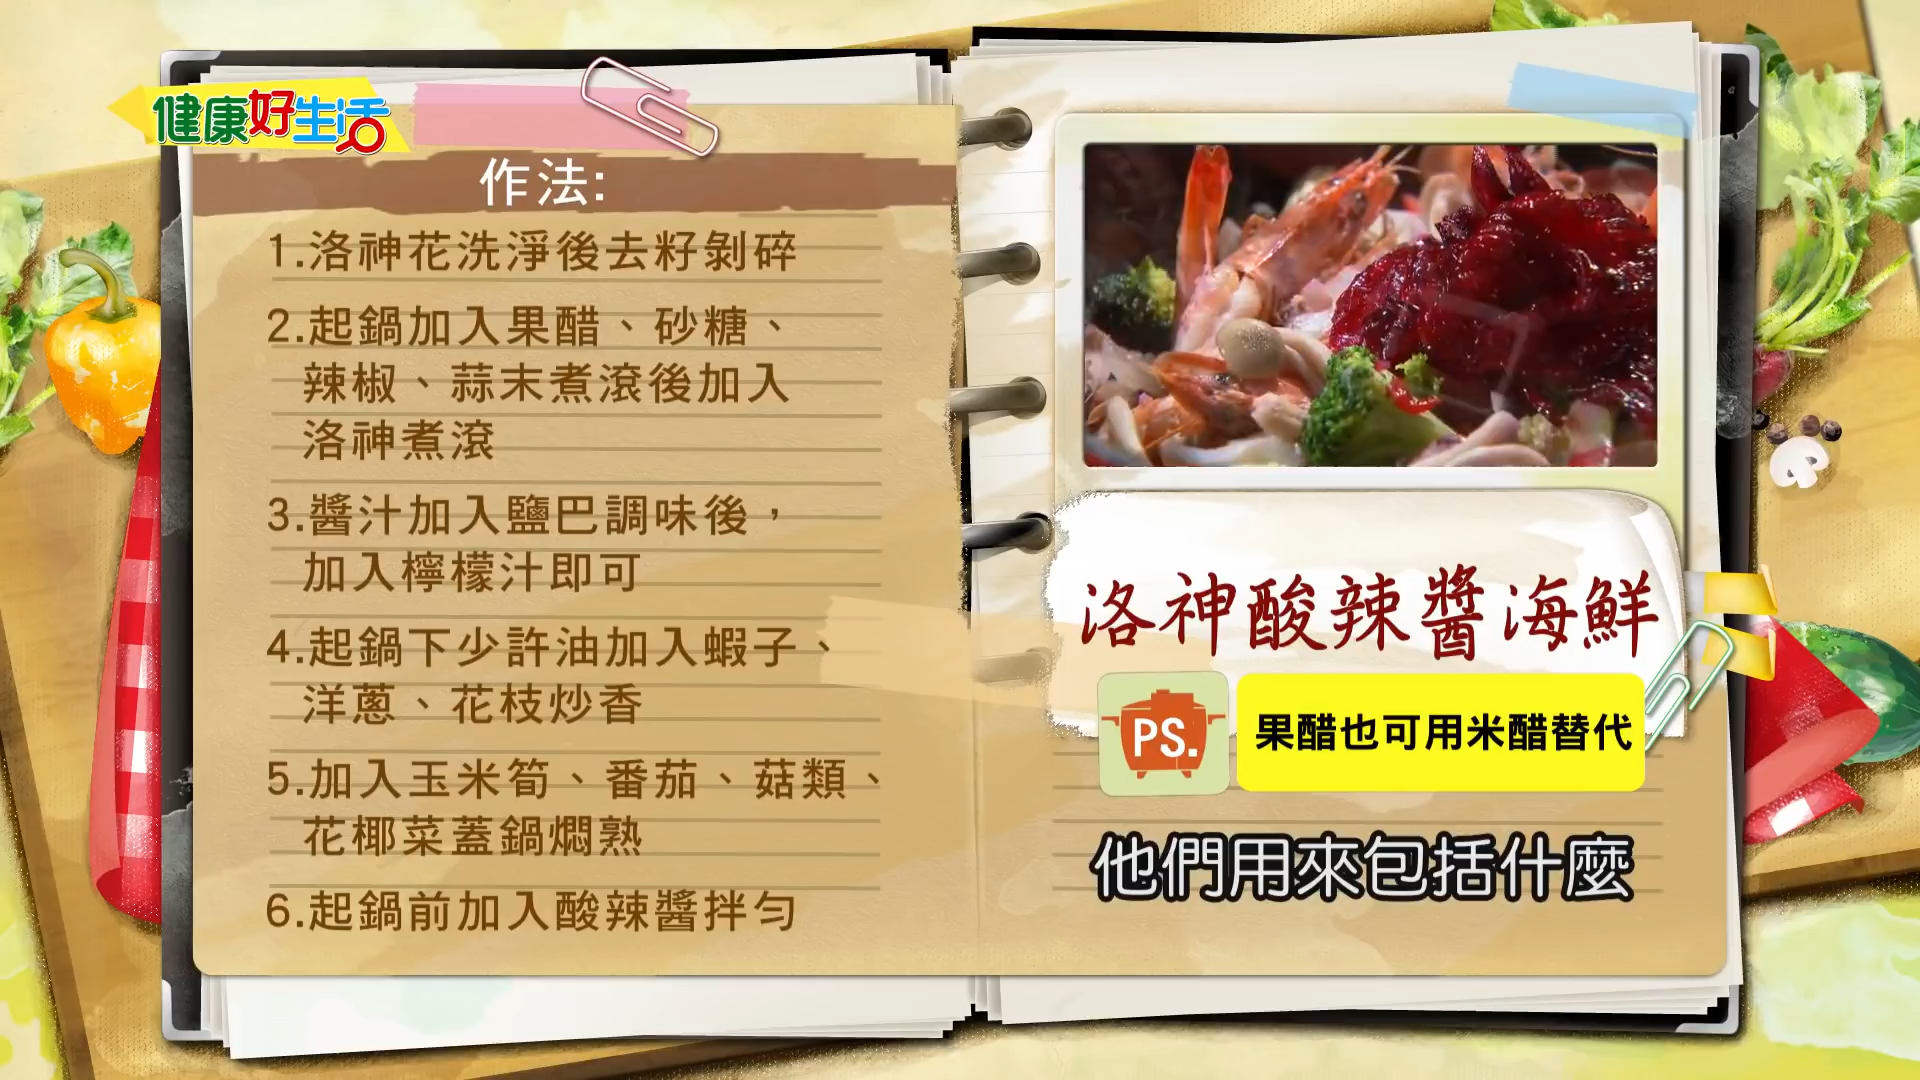 健康好生活
作法:
1.洛神花洗淨後去籽剝碎
2.起鍋加入果醋、砂糖、
辣椒、蒜末煮滾後加入
洛神煮滾
3.醬汁加入鹽巴調味後，
加入檸檬汁即可
4.起鍋下少許油加入蝦子、
洋蔥、花枝炒香
5.加入玉米筍、番茄、菇類、
花椰菜蓋鍋燜熟
6.起鍋前加入酸辣醬拌勻
洛神酸辣醬海鮮
PS.
果醋也可用米醋替代
他們用來包括什麼